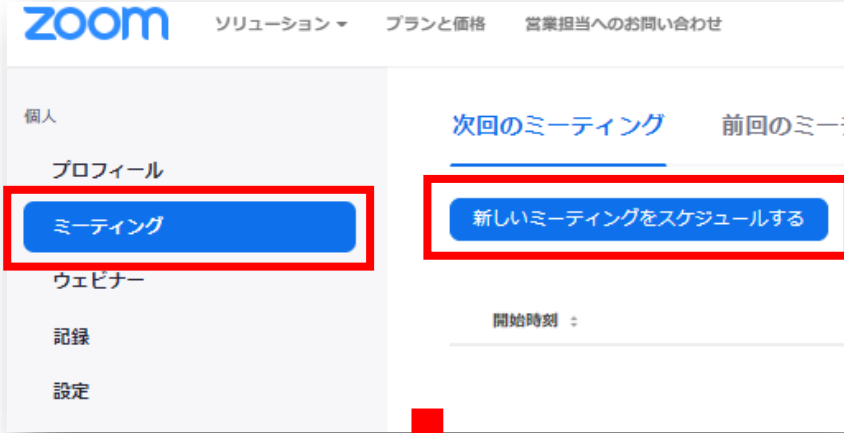 zoom ソリューション プランと価格 営業担当へのお問い合わせ
個人
プロフィール
ミーティング
ウェビナー
記録
設定
次回のミーティング 前回のミー
新しいミーティングをスケジュールする
開始時刻